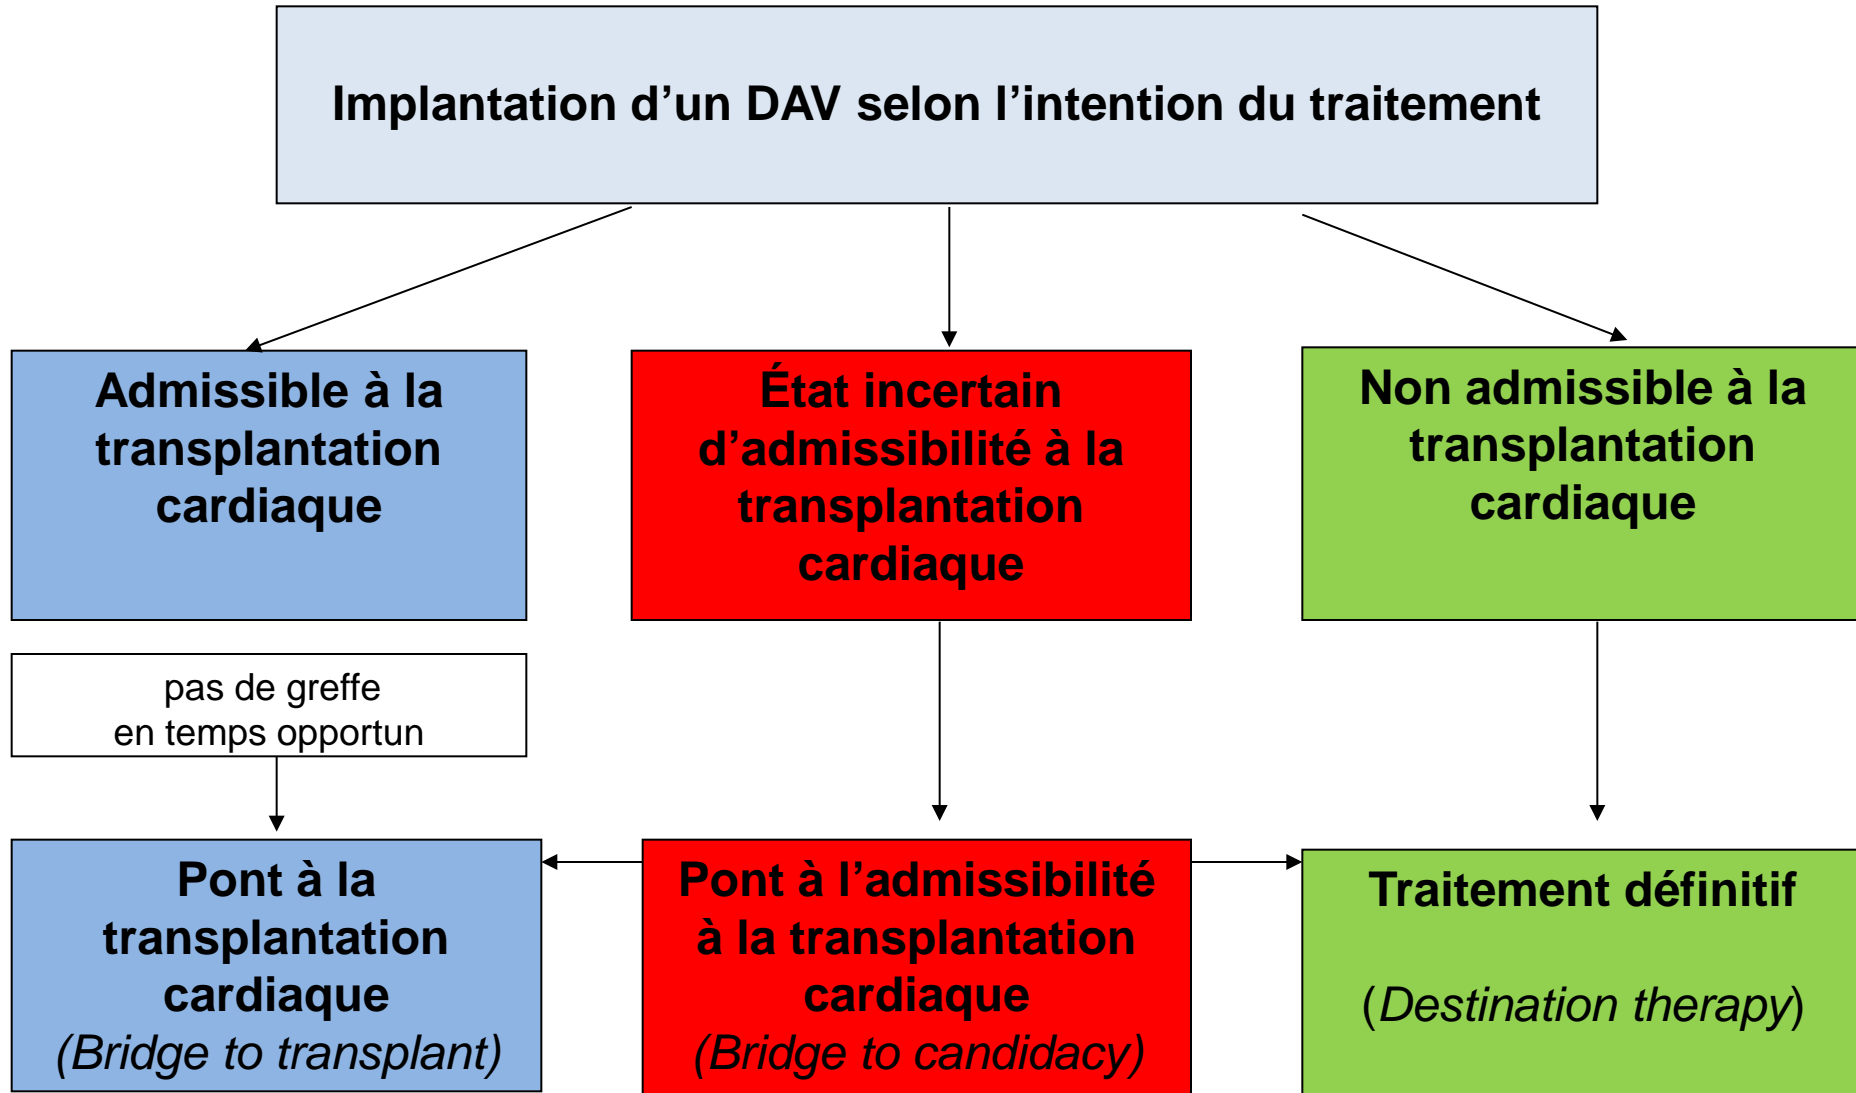 Implantation d’un DAV selon l’intention du traitement
Admissible à la
transplantation
cardiaque
État incertain
d’admissibilité à la
transplantation
cardiaque
Non admissible à la
transplantation
cardiaque
pas de greffe
en temps opportun
Pont à la
transplantation
cardiaque
(Bridge to transplant)
Pont à l’admissibilité
à la transplantation
cardiaque
(Bridge to candidacy)
Traitement définitif
(Destination therapy)